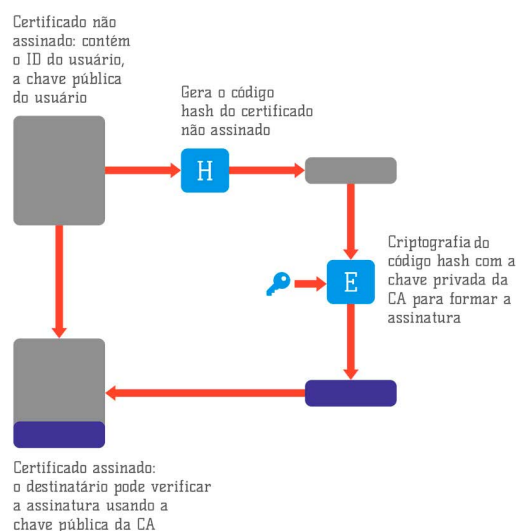 Certificado não
assinado: contém
o ID do usuário,
a chave pública
do usuário
Gera o código
hash do certificado
não assinado
H
Criptografia do
código hash com a
chave privada da
CA para formar a
assinatura
E
Certificado assinado:
o destinatário pode verificar
a assinatura usando a
chave pública da CA